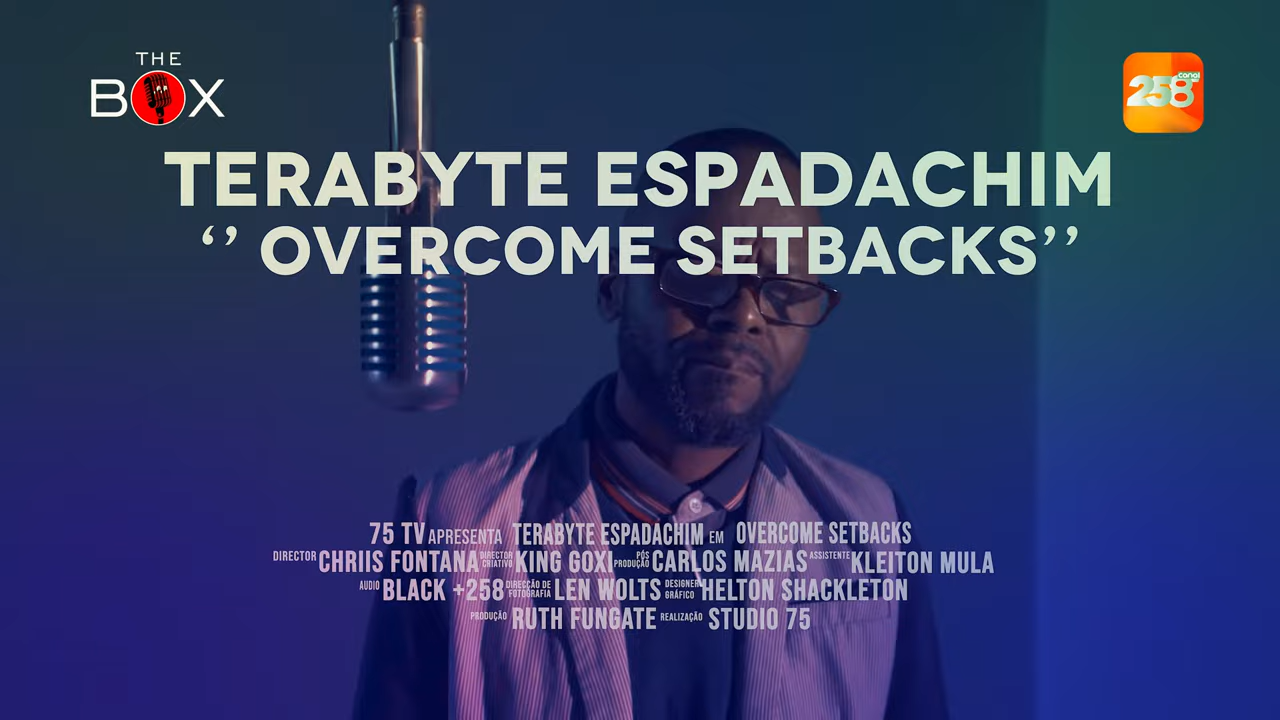 THE
BOX
canal
258
TERABYTE ESPADACHIM
‘’ OVERCOME SETBACKS’’
75 TV APRESENTA TERABYTE ESPADACHIM EM OVERCOME SETBACKS
DIRECTOR CHRIIS FONTANA DIRECTOR CRIATIVO KING GOXI PÓS PRODUÇÃO CARLOS MAZIAS ASSISTENTE KLEITON MULA
AUDIO BLACK +258 DIRECÇÃO DE FOTOGRAFIA LEN WOLTS DESIGNER GRÁFICO HELTON SHACKLETON
PRODUÇÃO RUTH FUNGATE REALIZAÇÃO STUDIO 75